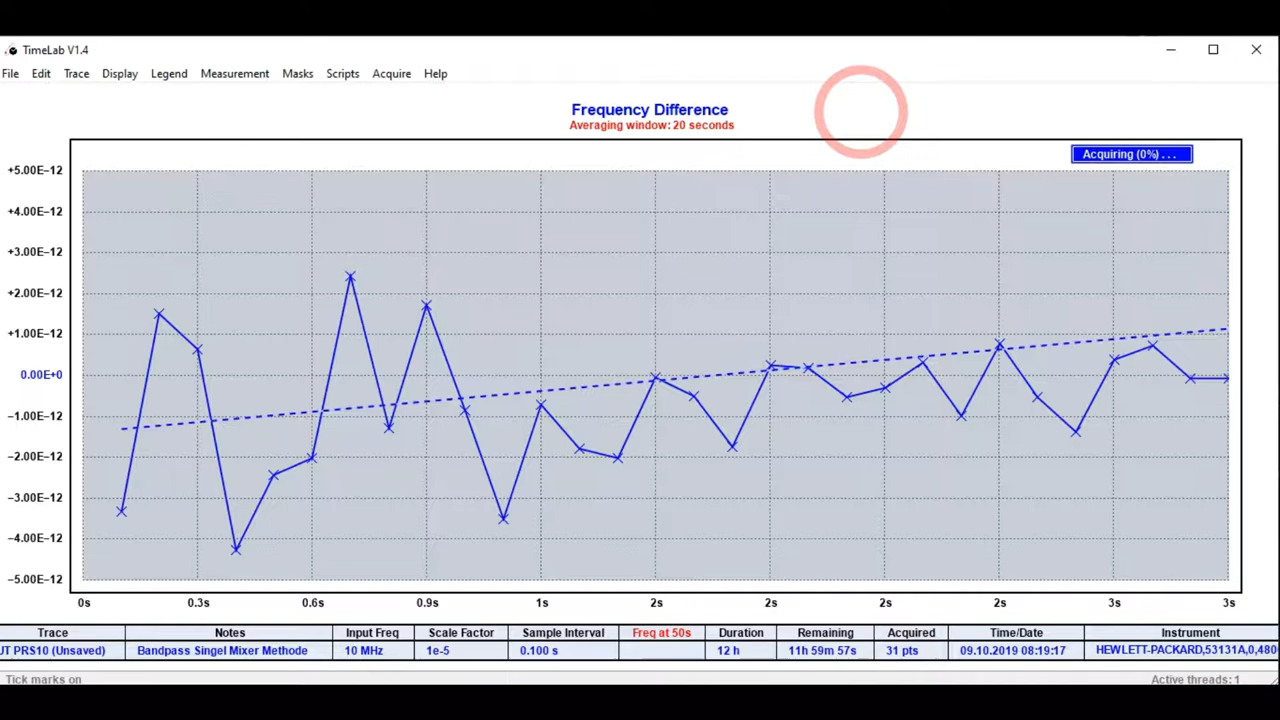 TimeLab V1.4
File Edit Trace Display Legend Measurement Masks Scripts Acquire Help
Frequency Difference
Averaging window: 20 seconds
Acquiring (0%) . . .
+5.00E–12
+4.00E–12
+3.00E–12
+2.00E–12
+1.00E–12
0.00E+0
–1.00E–12
–2.00E–12
–3.00E–12
–4.00E–12
–5.00E–12
0s 0.3s 0.6s 0.9s 1s 2s 2s 2s 2s 3s 3s
Trace Notes Input Freq Scale Factor Sample Interval Freq at 50s Duration Remaining Acquired Time/Date Instrument
UT PRS10 (Unsaved) Bandpass Singel Mixer Methode 10 MHz 1e-5 0.100 s 12 h 11h 59m 57s 31 pts 09.10.2019 08:19:17 HEWLETT-PACKARD,53131A,0,480
Tick marks on Active threads: 1